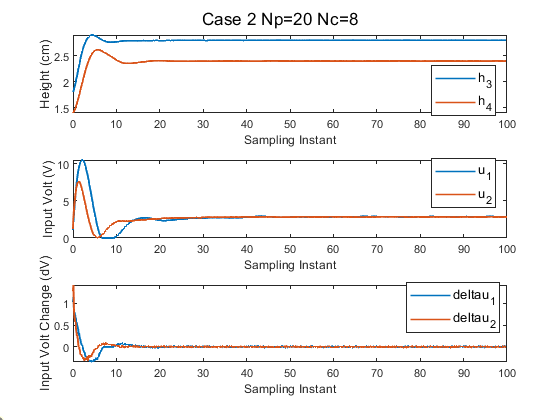 Case 2 Np=20 Nc=8
Height (cm)
2.5
2
1.5
h3
h4
0 10 20 30 40 50 60 70 80 90 100
Sampling Instant
Input Volt (V)
10
5
0
u1
u2
0 10 20 30 40 50 60 70 80 90 100
Sampling Instant
Input Volt Change (dV)
1
0.5
0
deltau1
deltau2
0 10 20 30 40 50 60 70 80 90 100
Sampling Instant